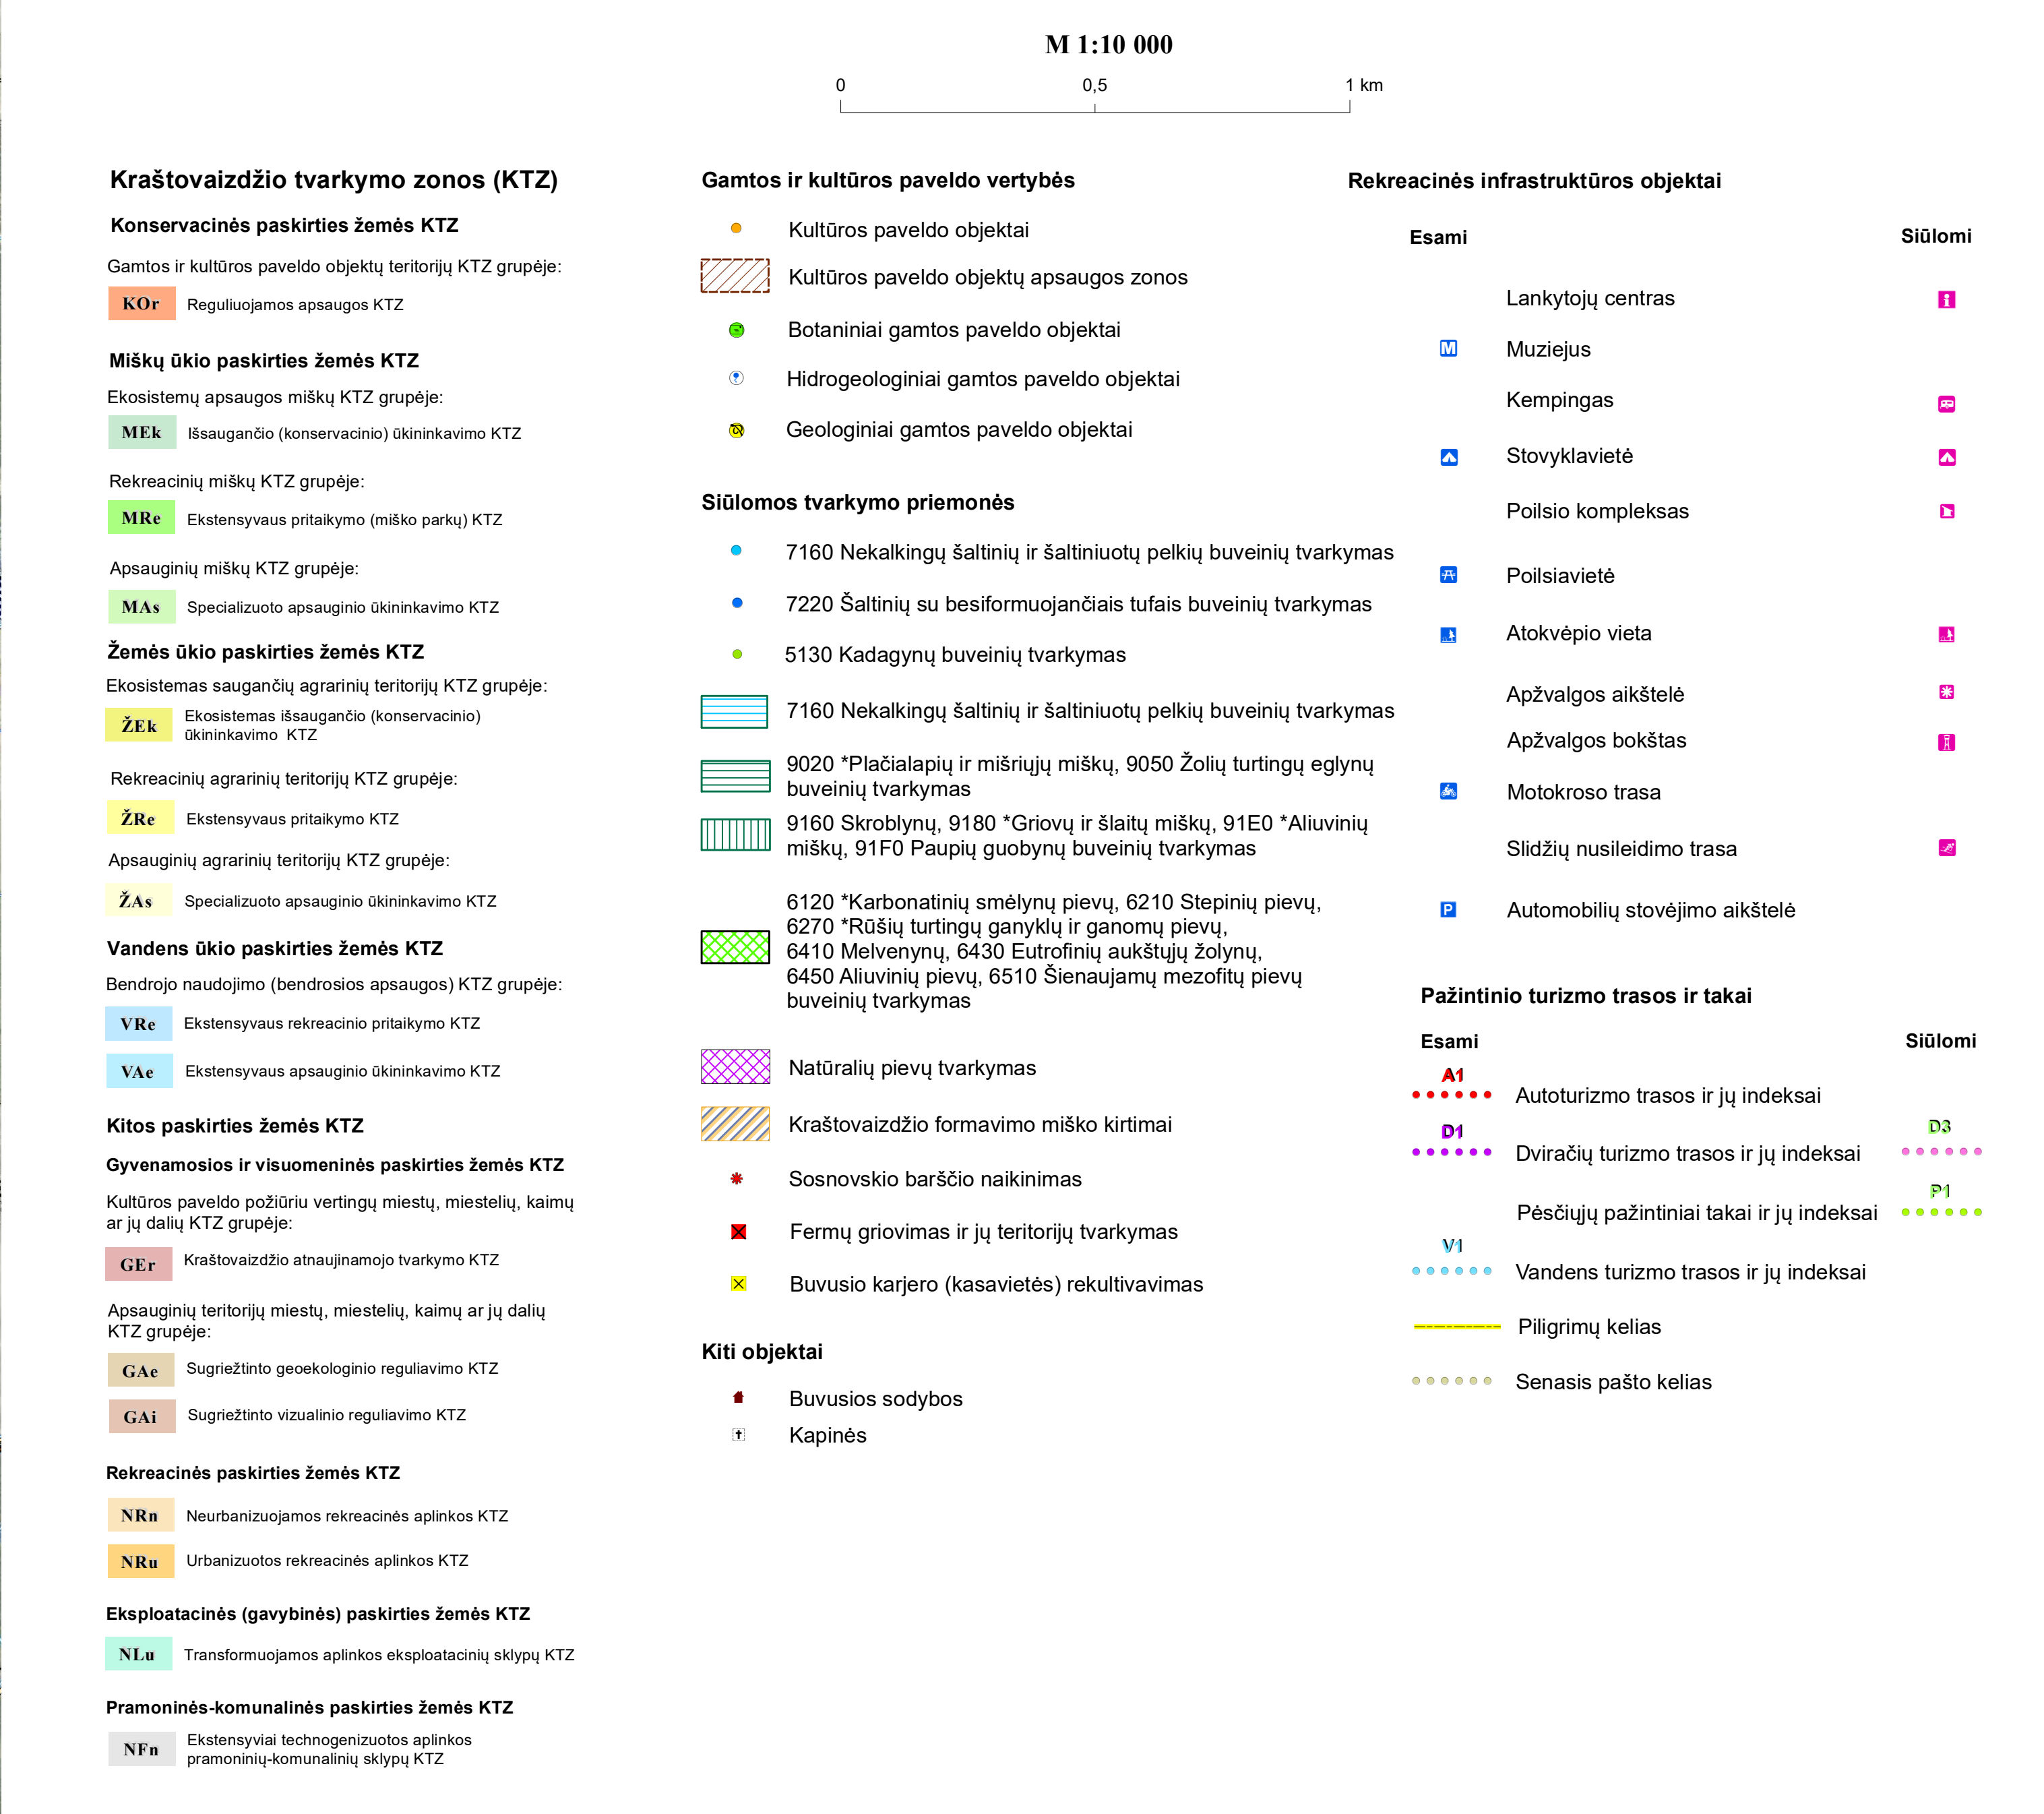 M 1:10 000
0 0,5 1 km
Kraštovaizdžio tvarkymo zonos (KTZ)
Konservacinės paskirties žemės KTZ
Gamtos ir kultūros paveldo objektų teritorijų KTZ grupėje:
KOr Reguliuojamos apsaugos KTZ
Miškų ūkio paskirties žemės KTZ
Ekosistemų apsaugos miškų KTZ grupėje:
MEk Išsaugančio (konservacinio) ūkininkavimo KTZ
Rekreacinių miškų KTZ grupėje:
MRe Ekstensyvaus pritaikymo (miško parkų) KTZ
Apsauginių miškų KTZ grupėje:
MAs Specializuoto apsauginio ūkininkavimo KTZ
Žemės ūkio paskirties žemės KTZ
Ekosistemas saugančių agrarinių teritorijų KTZ grupėje:
ŽEk Ekosistemas išsaugančio (konservacinio)
ūkininkavimo KTZ
Rekreacinių agrarinių teritorijų KTZ grupėje:
ŽRe Ekstensyvaus pritaikymo KTZ
Apsauginių agrarinių teritorijų KTZ grupėje:
ŽAs Specializuoto apsauginio ūkininkavimo KTZ
Vandens ūkio paskirties žemės KTZ
Bendrojo naudojimo (bendrosios apsaugos) KTZ grupėje:
VRe Ekstensyvaus rekreacinio pritaikymo KTZ
VAe Ekstensyvaus apsauginio ūkininkavimo KTZ
Kitos paskirties žemės KTZ
Gyvenamosios ir visuomeninės paskirties žemės KTZ
Kultūros paveldo požiūriu vertingų miestų, miestelių, kaimų
ar jų dalių KTZ grupėje:
GEr Kraštovaizdžio atnaujinamojo tvarkymo KTZ
Apsauginių teritorijų miestų, miestelių, kaimų ar jų dalių
KTZ grupėje:
GAe Sugriežtinto geoekologinio reguliavimo KTZ
GAi Sugriežtinto vizualinio reguliavimo KTZ
Rekreacinės paskirties žemės KTZ
NRn Neurbanizuojamos rekreacinės aplinkos KTZ
NRu Urbanizuotos rekreacinės aplinkos KTZ
Eksploatacinės (gavybinės) paskirties žemės KTZ
NLu Transformuojamos aplinkos eksploatacinių sklypų KTZ
Pramoninės-komunalinės paskirties žemės KTZ
NFn Ekstensyviai technogenizuotos aplinkos
pramoninių-komunalinių sklypų KTZ
Gamtos ir kultūros paveldo vertybės
Kultūros paveldo objektai
Kultūros paveldo objektų apsaugos zonos
Botaniniai gamtos paveldo objektai
Hidrogeologiniai gamtos paveldo objektai
Geologiniai gamtos paveldo objektai
Siūlomos tvarkymo priemonės
7160 Nekalkingų šaltinių ir šaltiniuotų pelkių buveinių tvarkymas
7220 Šaltinių su besiformuojančiais tufais buveinių tvarkymas
5130 Kadagynų buveinių tvarkymas
7160 Nekalkingų šaltinių ir šaltiniuotų pelkių buveinių tvarkymas
9020 *Plačialapių ir mišriųjų miškų, 9050 Žolių turtingų eglynų
buveinių tvarkymas
9160 Skroblynų, 9180 *Griovų ir šlaitų miškų, 91E0 *Aliuvinių
miškų, 91F0 Paupių guobynų buveinių tvarkymas
6120 *Karbonatinių smėlynų pievų, 6210 Stepinių pievų,
6270 *Rūšių turtingų ganyklų ir ganomų pievų,
6410 Melvenynų, 6430 Eutrofinių aukštųjų žolynų,
6450 Aliuvinių pievų, 6510 Šienaujamų mezofitų pievų
buveinių tvarkymas
Natūralių pievų tvarkymas
Kraštovaizdžio formavimo miško kirtimai
Sosnovskio barščio naikinimas
Fermų griovimas ir jų teritorijų tvarkymas
Buvusio karjero (kasavietės) rekultivavimas
Kiti objektai
Buvusios sodybos
Kapinės
Rekreacinės infrastruktūros objektai
Esami Siūlomi
Lankytojų centras i
M Muziejus
Kempingas
Stovyklavietė
Poilsio kompleksas
Poilsiavietė
Atokvėpio vieta
Apžvalgos aikštelė
Apžvalgos bokštas
Motokroso trasa
Slidžių nusileidimo trasa
P Automobilių stovėjimo aikštelė
Pažintinio turizmo trasos ir takai
Esami Siūlomi
A1 Autoturizmo trasos ir jų indeksai
D1 Dviračių turizmo trasos ir jų indeksai D3
Pėsčiųjų pažintiniai takai ir jų indeksai P1
V1 Vandens turizmo trasos ir jų indeksai
Piligrimų kelias
Senasis pašto kelias